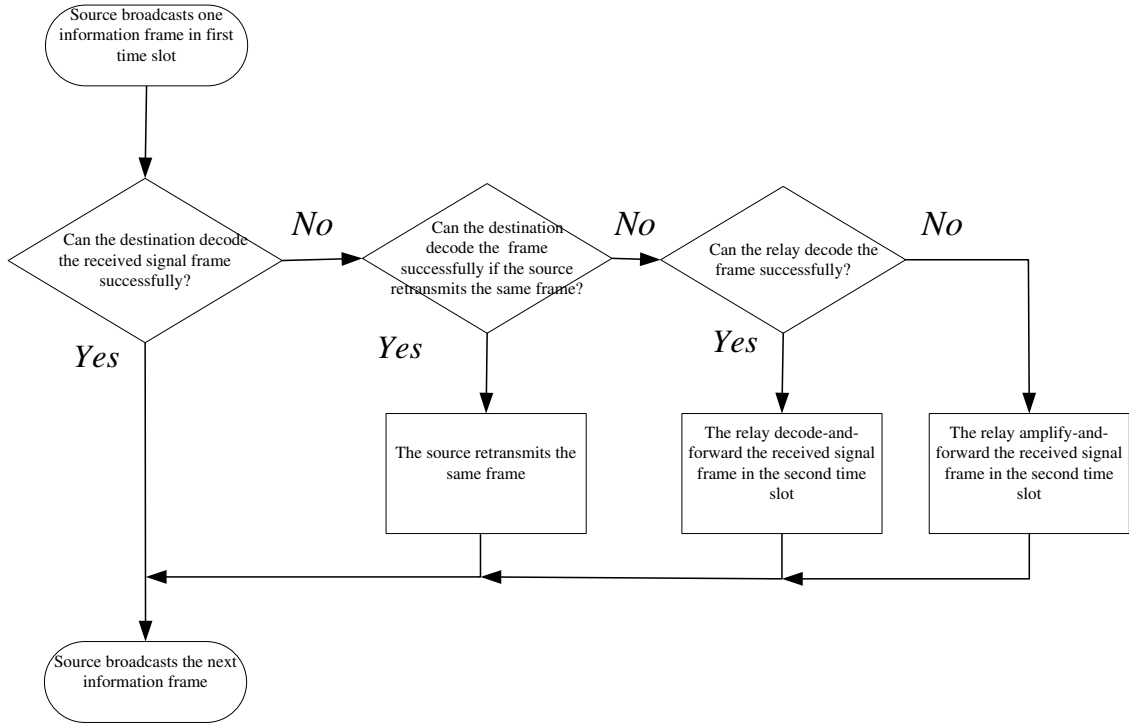 Source broadcasts one
information frame in first
time slot
Can the destination decode
the received signal frame
successfully?
No
Yes
Can the destination
decode the frame
successfully if the source
retransmits the same frame?
No
Yes
Can the relay decode the
frame successfully?
No
Yes
The source retransmits the
same frame
The relay decode-and-
forward the received signal
frame in the second time
slot
The relay amplify-and-
forward the received signal
frame in the second time
slot
Source broadcasts the next
information frame